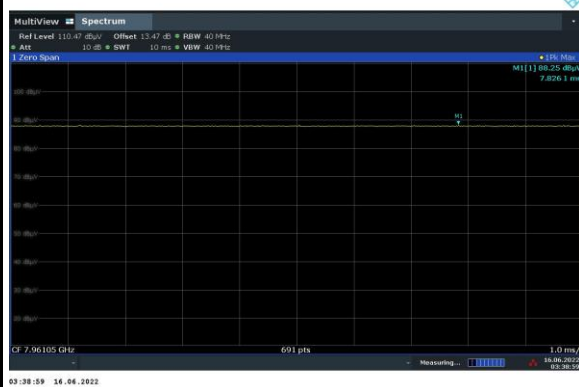 MultiView Spectrum
Ref Level 110.47 dBµV Offset 13.47 dB RBW 40 MHz
Att 10 dB SWT 10 ms VBW 40 MHz
1 Zero Span 1Pk Max
M1[1] 88.25 dBµV
7.826 1 ms
100 dBµV
M1
90 dBµV
80 dBµV
70 dBµV
60 dBµV
50 dBµV
40 dBµV
30 dBµV
20 dBµV
CF 7.96105 GHz 691 pts 1.0 ms/
Measuring... 16.06.2022
03:38:59
03:38:59 16.06.2022